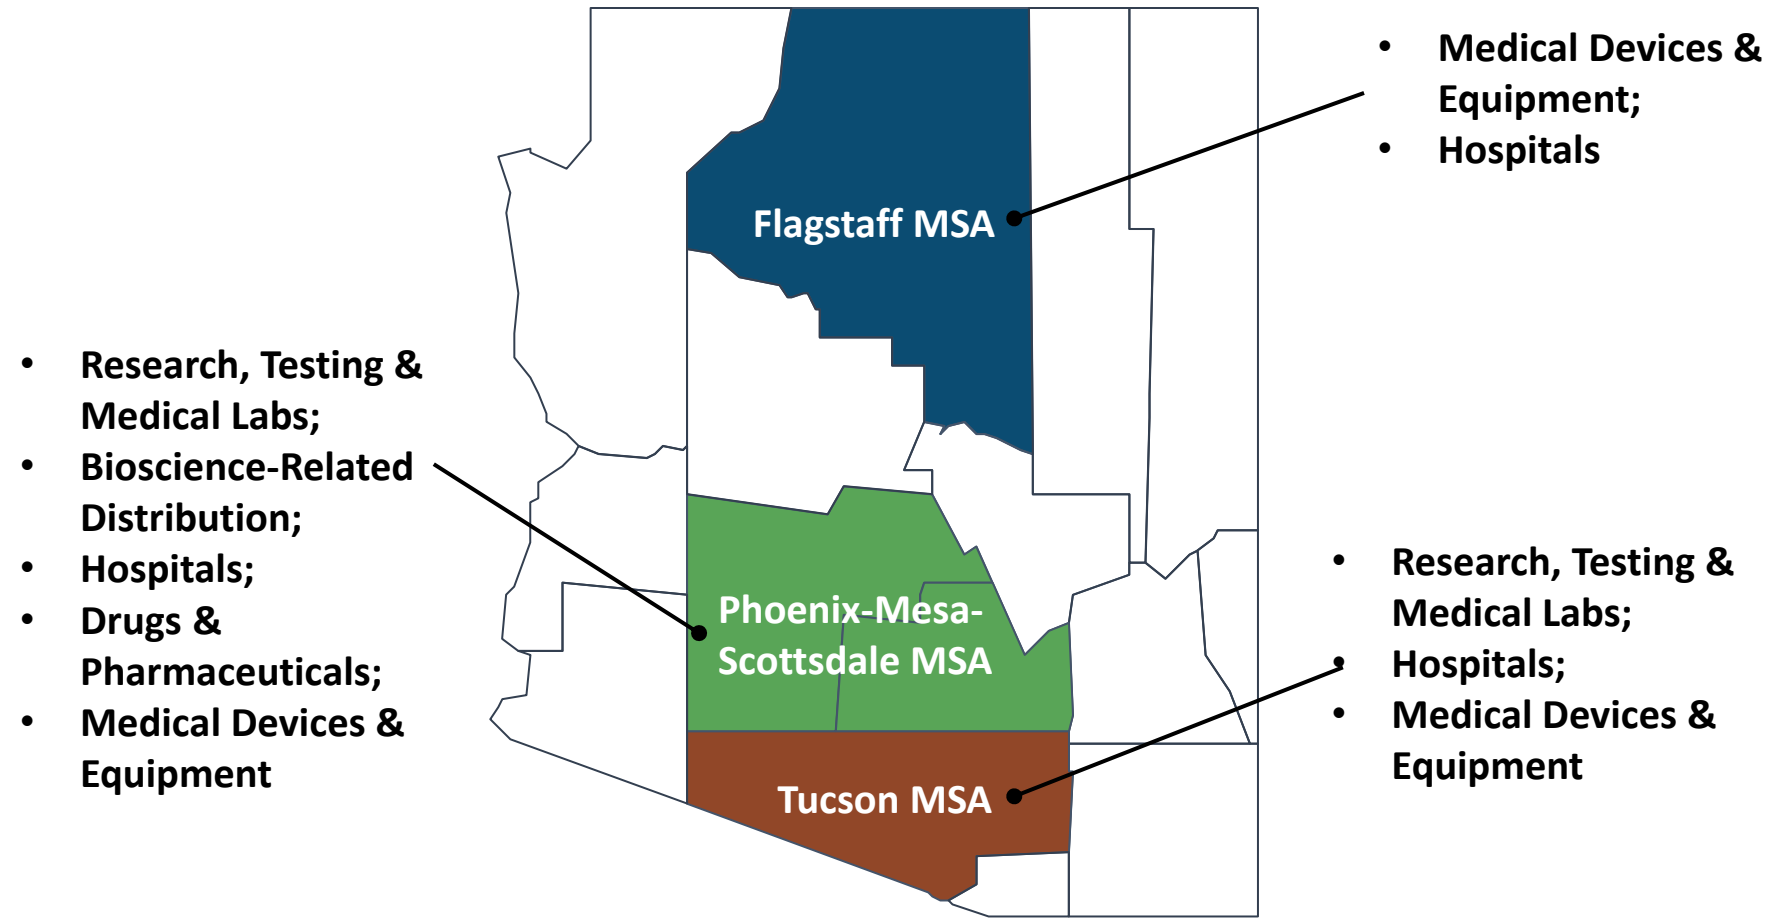 • Medical Devices &
Equipment;
• Hospitals
Flagstaff MSA
• Research, Testing &
Medical Labs;
• Bioscience-Related
Distribution;
• Hospitals;
• Drugs &
Pharmaceuticals;
• Medical Devices &
Equipment
Phoenix-Mesa-
Scottsdale MSA
• Research, Testing &
Medical Labs;
• Hospitals;
• Medical Devices &
Equipment
Tucson MSA